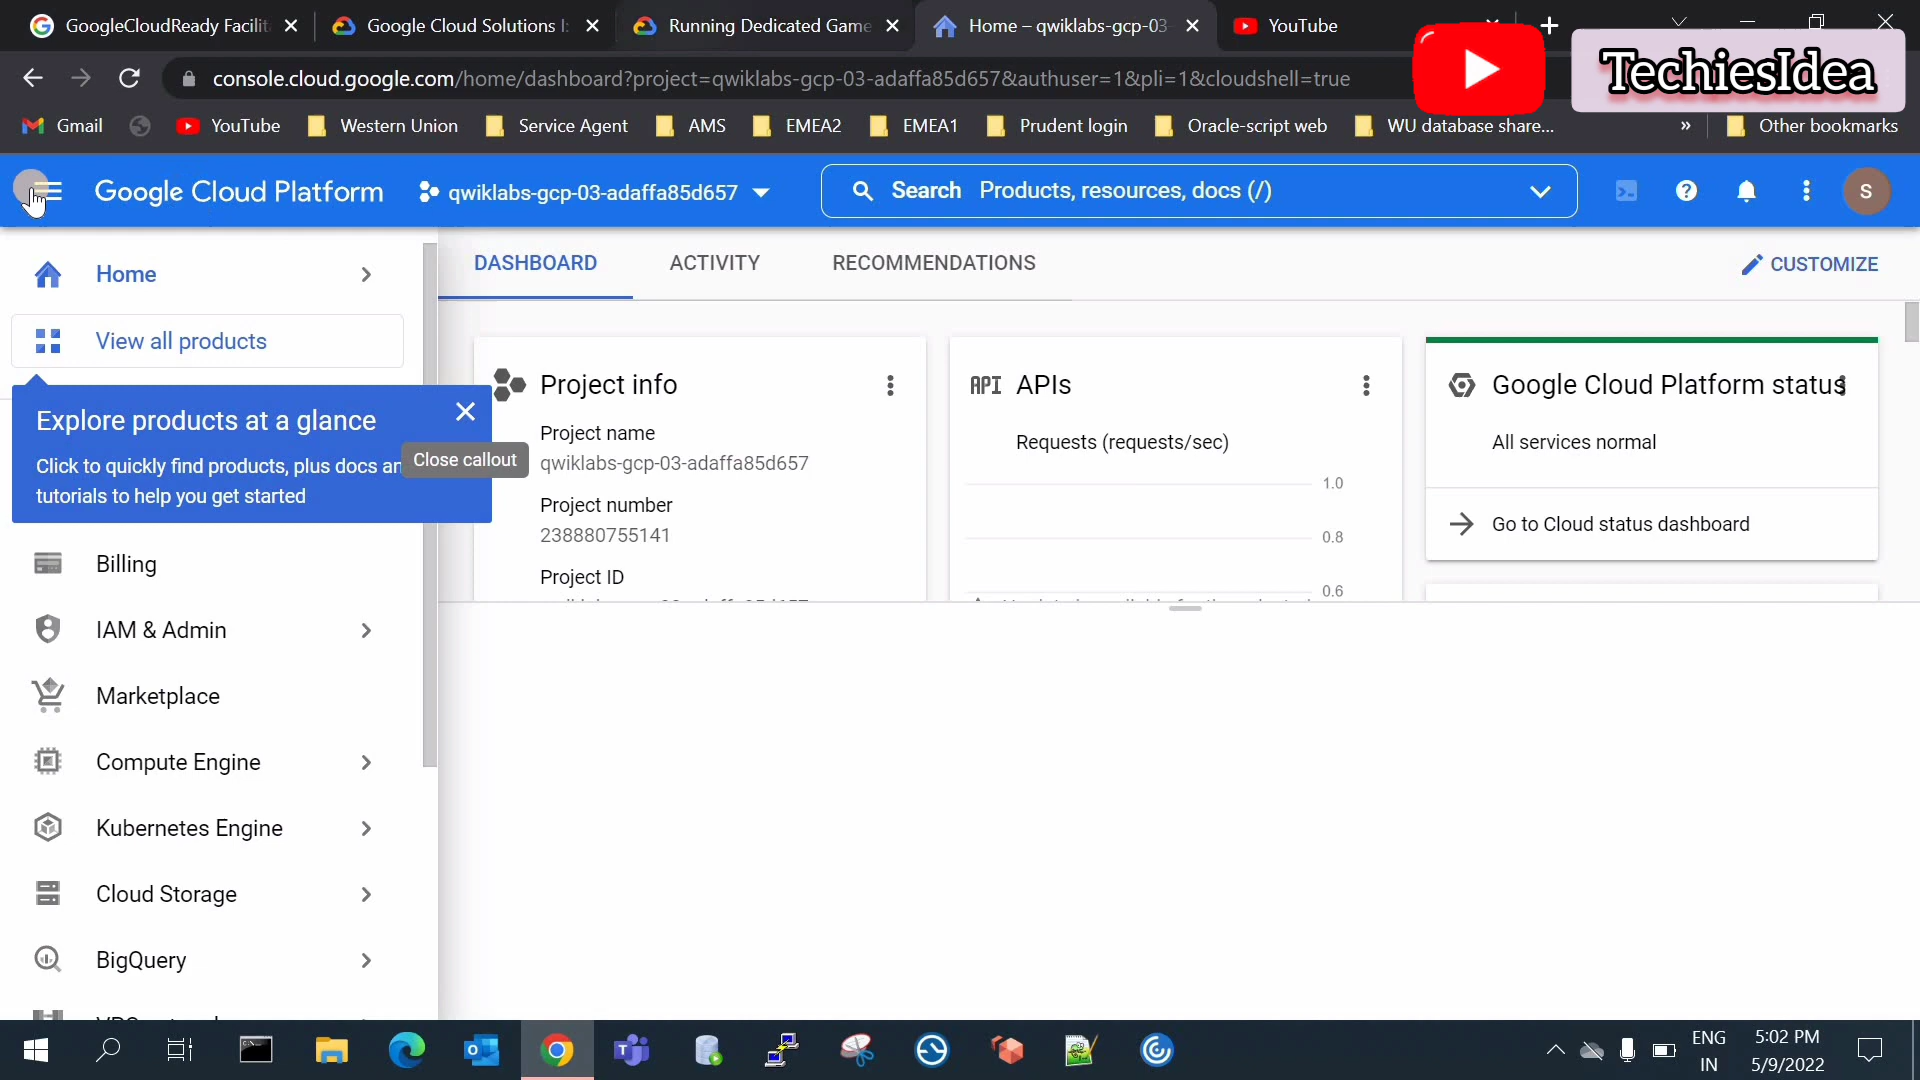 GoogleCloudReady Facilit
Google Cloud Solutions I:
Running Dedicated Game
Home – qwiklabs-gcp-03
YouTube
console.cloud.google.com/home/dashboard?project=qwiklabs-gcp-03-adaffa85d657&authuser=1&pli=1&cloudshell=true
TechiesIdea
Gmail
YouTube
Western Union
Service Agent
AMS
EMEA2
EMEA1
Prudent login
Oracle-script web
WU database share...
»
Other bookmarks
Google Cloud Platform
qwiklabs-gcp-03-adaffa85d657
Search Products, resources, docs (/)
S
Home
View all products
Explore products at a glance
Click to quickly find products, plus docs an
tutorials to help you get started
Close callout
Billing
IAM & Admin
Marketplace
Compute Engine
Kubernetes Engine
Cloud Storage
BigQuery
DASHBOARD
ACTIVITY
RECOMMENDATIONS
CUSTOMIZE
Project info
Project name
qwiklabs-gcp-03-adaffa85d657
Project number
238880755141
Project ID
API APIs
Requests (requests/sec)
1.0
0.8
0.6
Google Cloud Platform status
All services normal
Go to Cloud status dashboard
ENG
IN
5:02 PM
5/9/2022